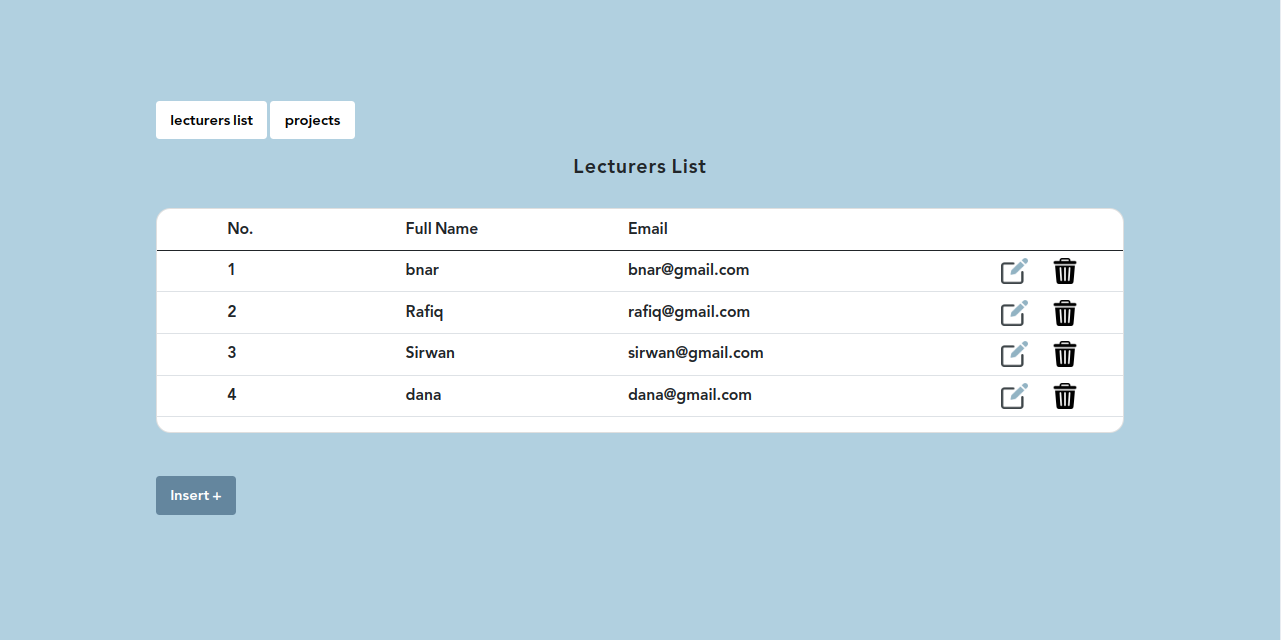 lecturers list projects
Lecturers List
No. Full Name Email
1 bnar bnar@gmail.com
2 Rafiq rafiq@gmail.com
3 Sirwan sirwan@gmail.com
4 dana dana@gmail.com
Insert +